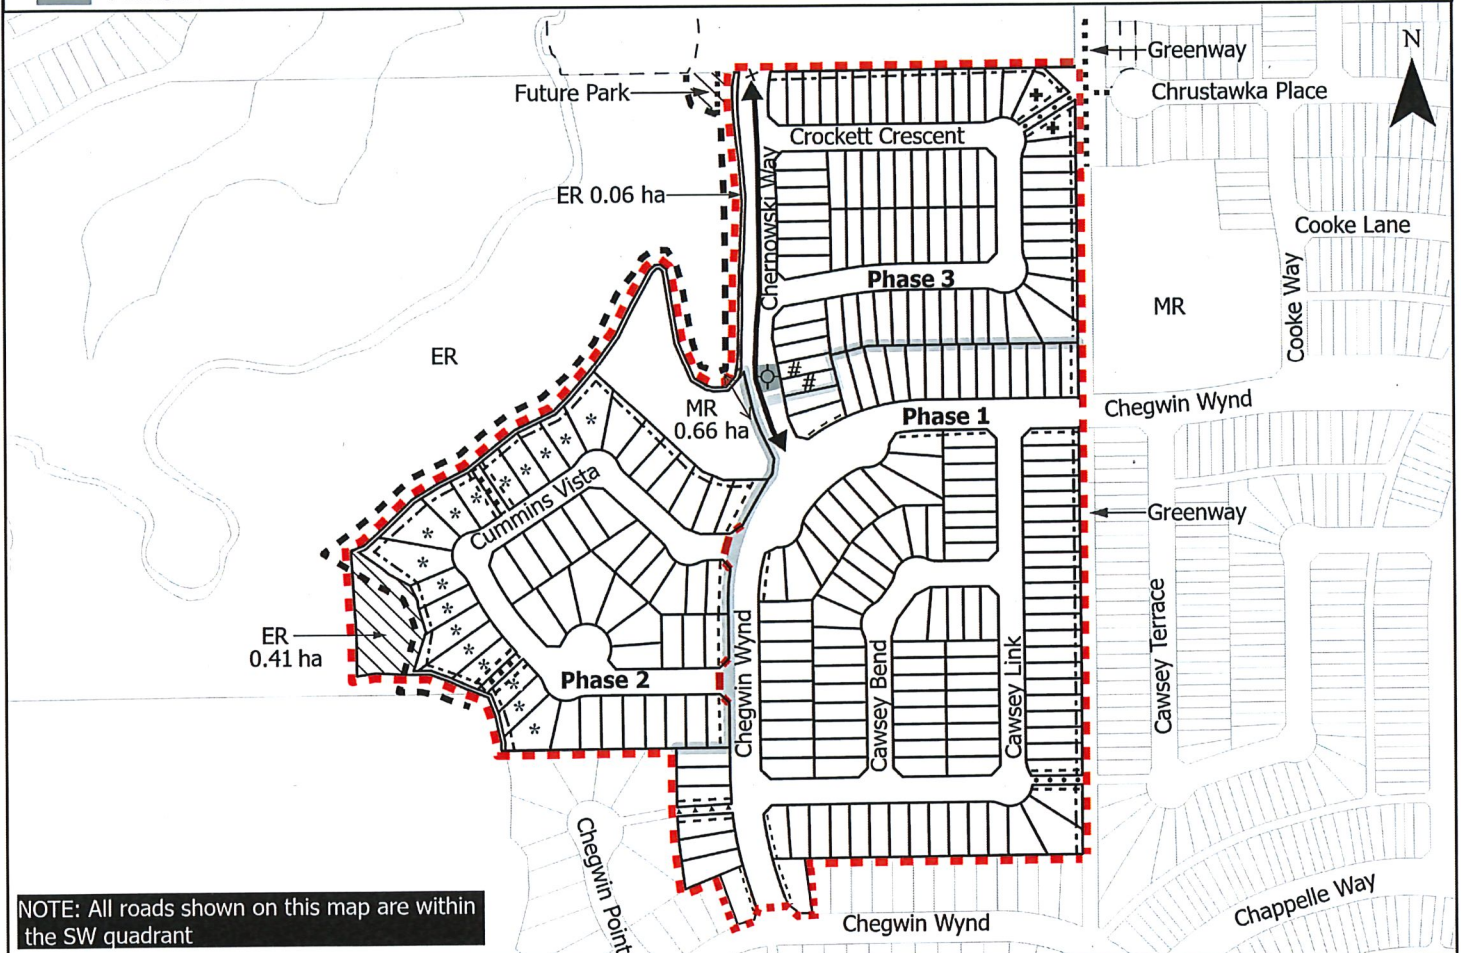 Greenway
N
Future Park
Chrustawka Place
Crockett Crescent
ER 0.06 ha
Chernowski Way
Cooke Lane
Phase 3
MR
Cooke Way
ER
#
#
MR
0.66 ha
Phase 1
Chegwin Wynd
Cummins Vista
Greenway
ER
0.41 ha
Phase 2
Chegwin Wynd
Cawsey Bend
Cawsey Link
Cawsey Terrace
Chegwin Point
Chegwin Wynd
Chappelle Way
NOTE: All roads shown on this map are within
the SW quadrant